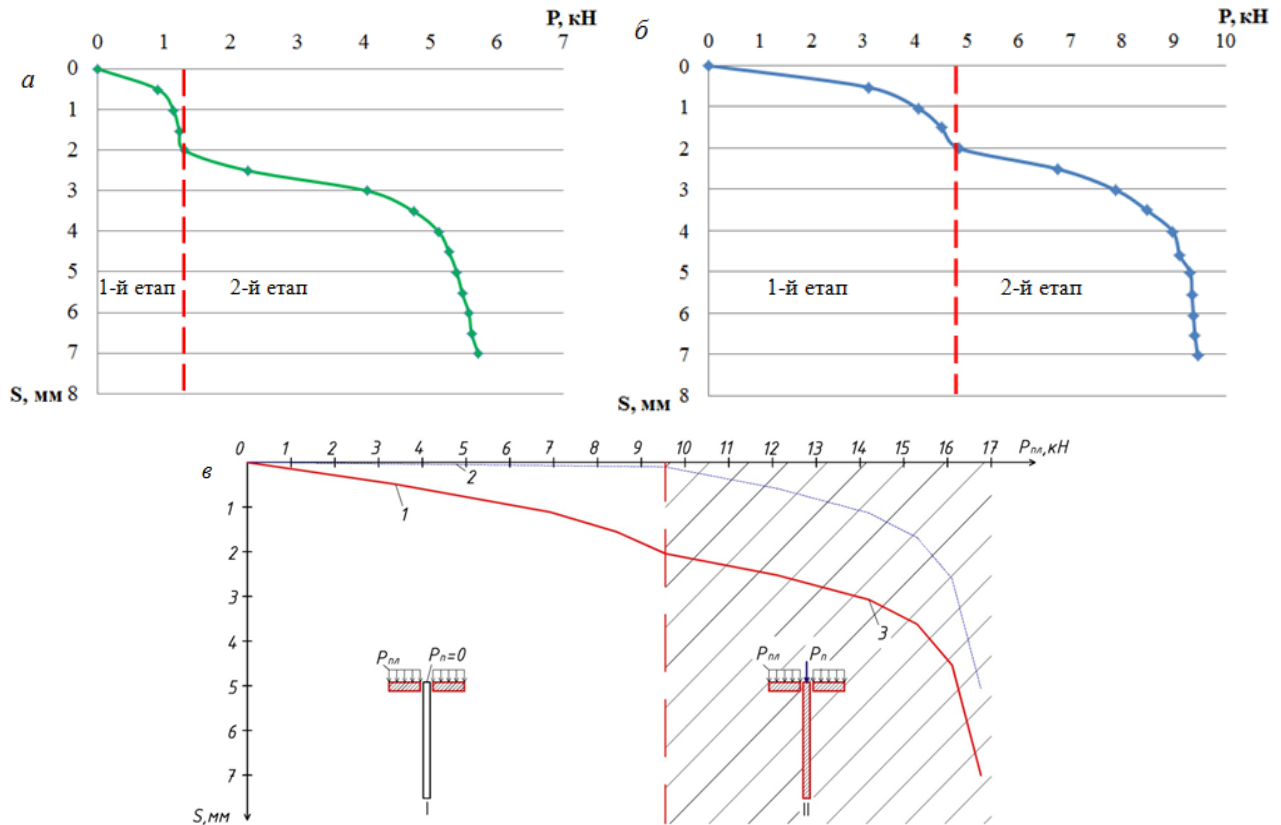 P, кН
0 1 2 3 4 5 6 7
а
0
1
2
3
4
5
6
7
8
1-й етап
2-й етап
S, мм
P, кН
б
0 1 2 3 4 5 6 7 8 9 10
0
1
2
3
4
5
6
7
8
1-й етап
2-й етап
S, мм
в
0 1 2 3 4 5 6 7 8 9 10 11 12 13 14 15 16 17 Pпл,кН
2
1
1
2
3
3
4
Pпл Pп=0
Pпл Pп
5
6
7
I
II
S,мм